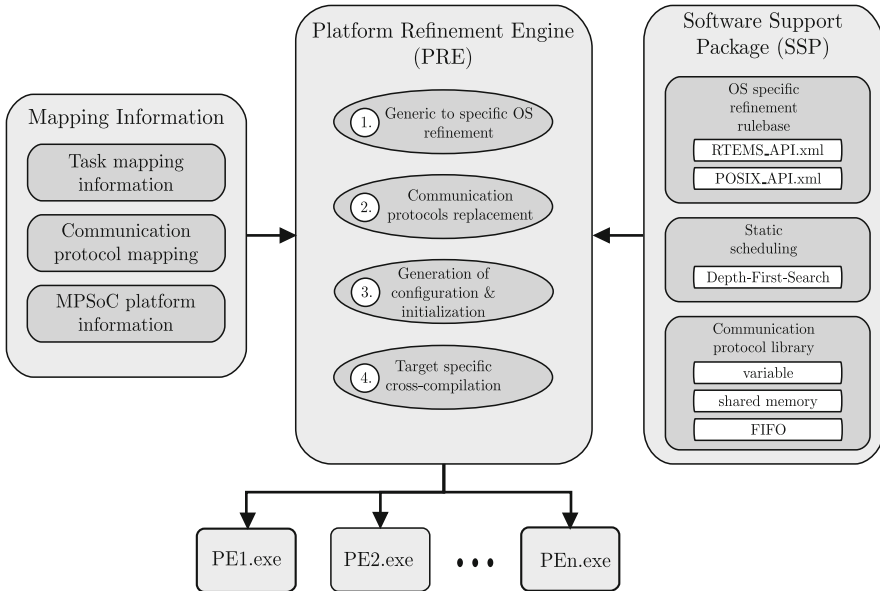 Mapping Information
Task mapping
information
Communication
protocol mapping
MPSoC platform
information
Platform Refinement Engine
(PRE)
1.
Generic to specific OS
refinement
2.
Communication
protocols replacement
3.
Generation of
configuration &
initialization
4.
Target specific
cross-compilation
Software Support
Package (SSP)
OS specific
refinement
rulebase
RTEMS_API.xml
POSIX_API.xml
Static
scheduling
Depth-First-Search
Communication
protocol library
variable
shared memory
FIFO
PE1.exe
PE2.exe
•••
PEn.exe